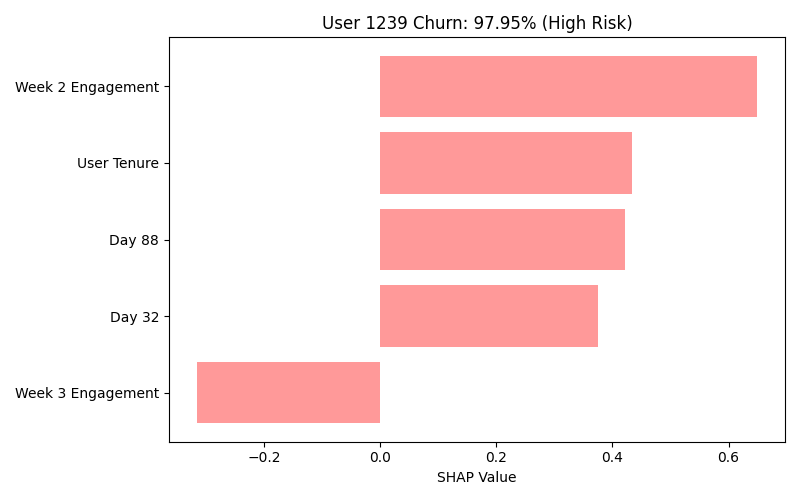 User 1239 Churn: 97.95% (High Risk)
Week 2 Engagement
User Tenure
Day 88
Day 32
Week 3 Engagement
−0.2 0.0 0.2 0.4 0.6
SHAP Value